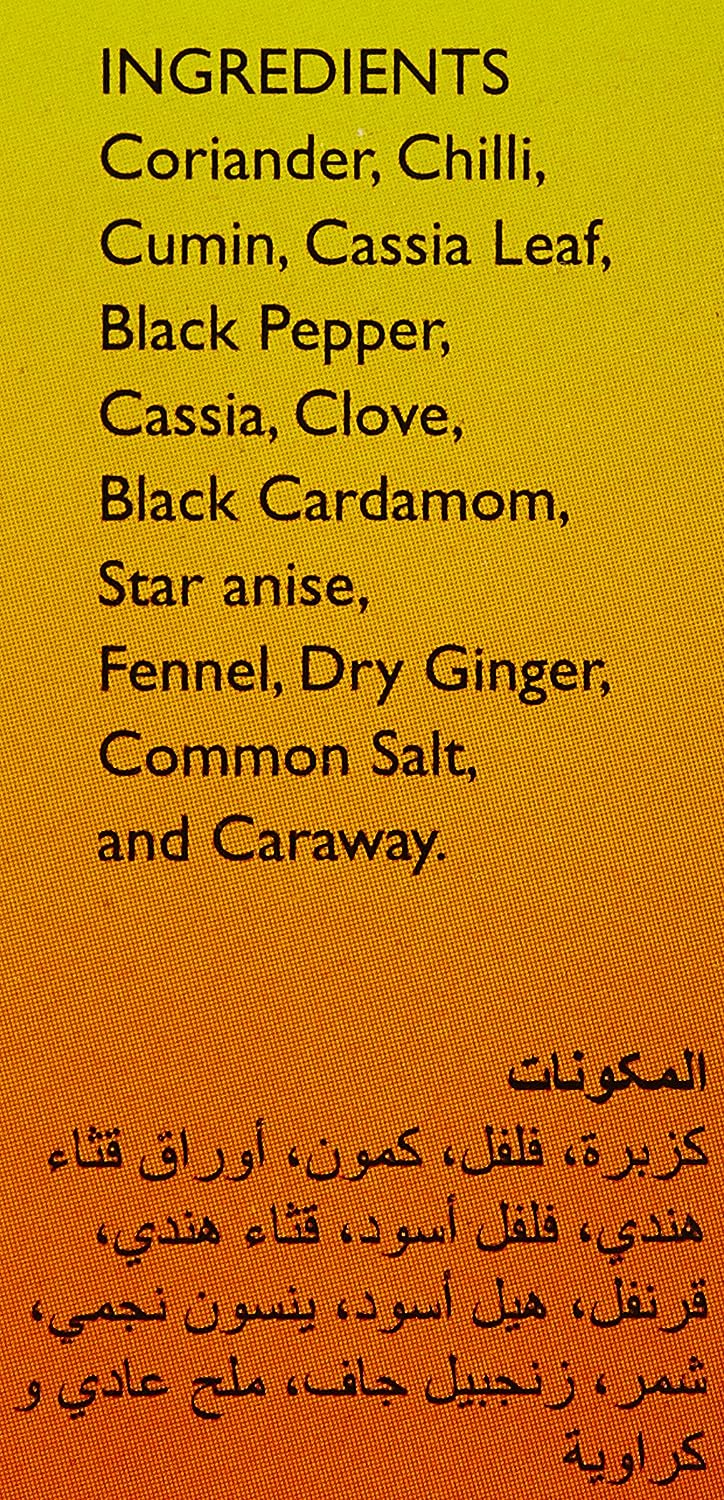 INGREDIENTS
Coriander, Chilli,
Cumin, Cassia Leaf,
Black Pepper,
Cassia, Clove,
Black Cardamom,
Star anise,
Fennel, Dry Ginger,
Common Salt,
and Caraway.
المكونات
كزبرة، فلفل، كمون، أوراق قثاء
هندي، فلفل أسود، قثاء هندي،
قرنفل، هيل أسود، ينسون نجمي،
شمر، زنجبيل جاف، ملح عادي و
كراوية